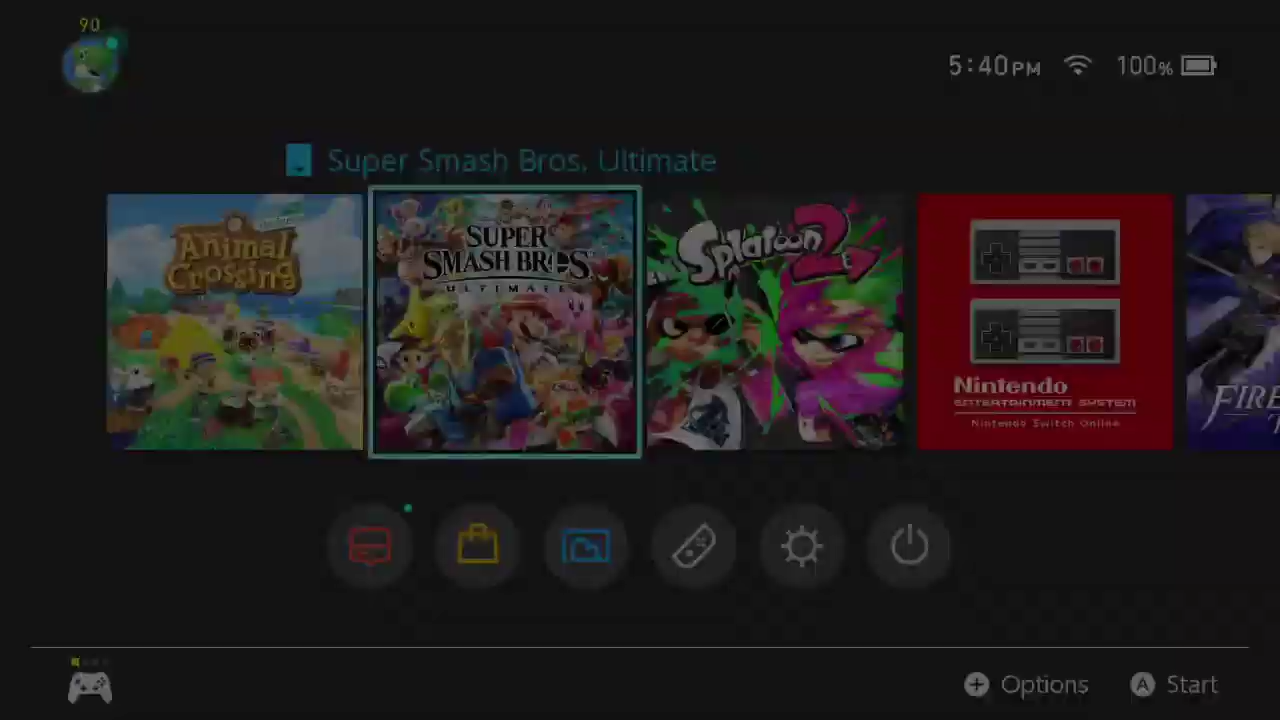 90
5:40PM 100%
Super Smash Bros. Ultimate
Animal
Crossing
SUPER
SMASH BROS.
ULTIMATE
Splatoon 2
Nintendo
ENTERTAINMENT SYSTEM
Nintendo Switch Online
FIRE
Options
A Start